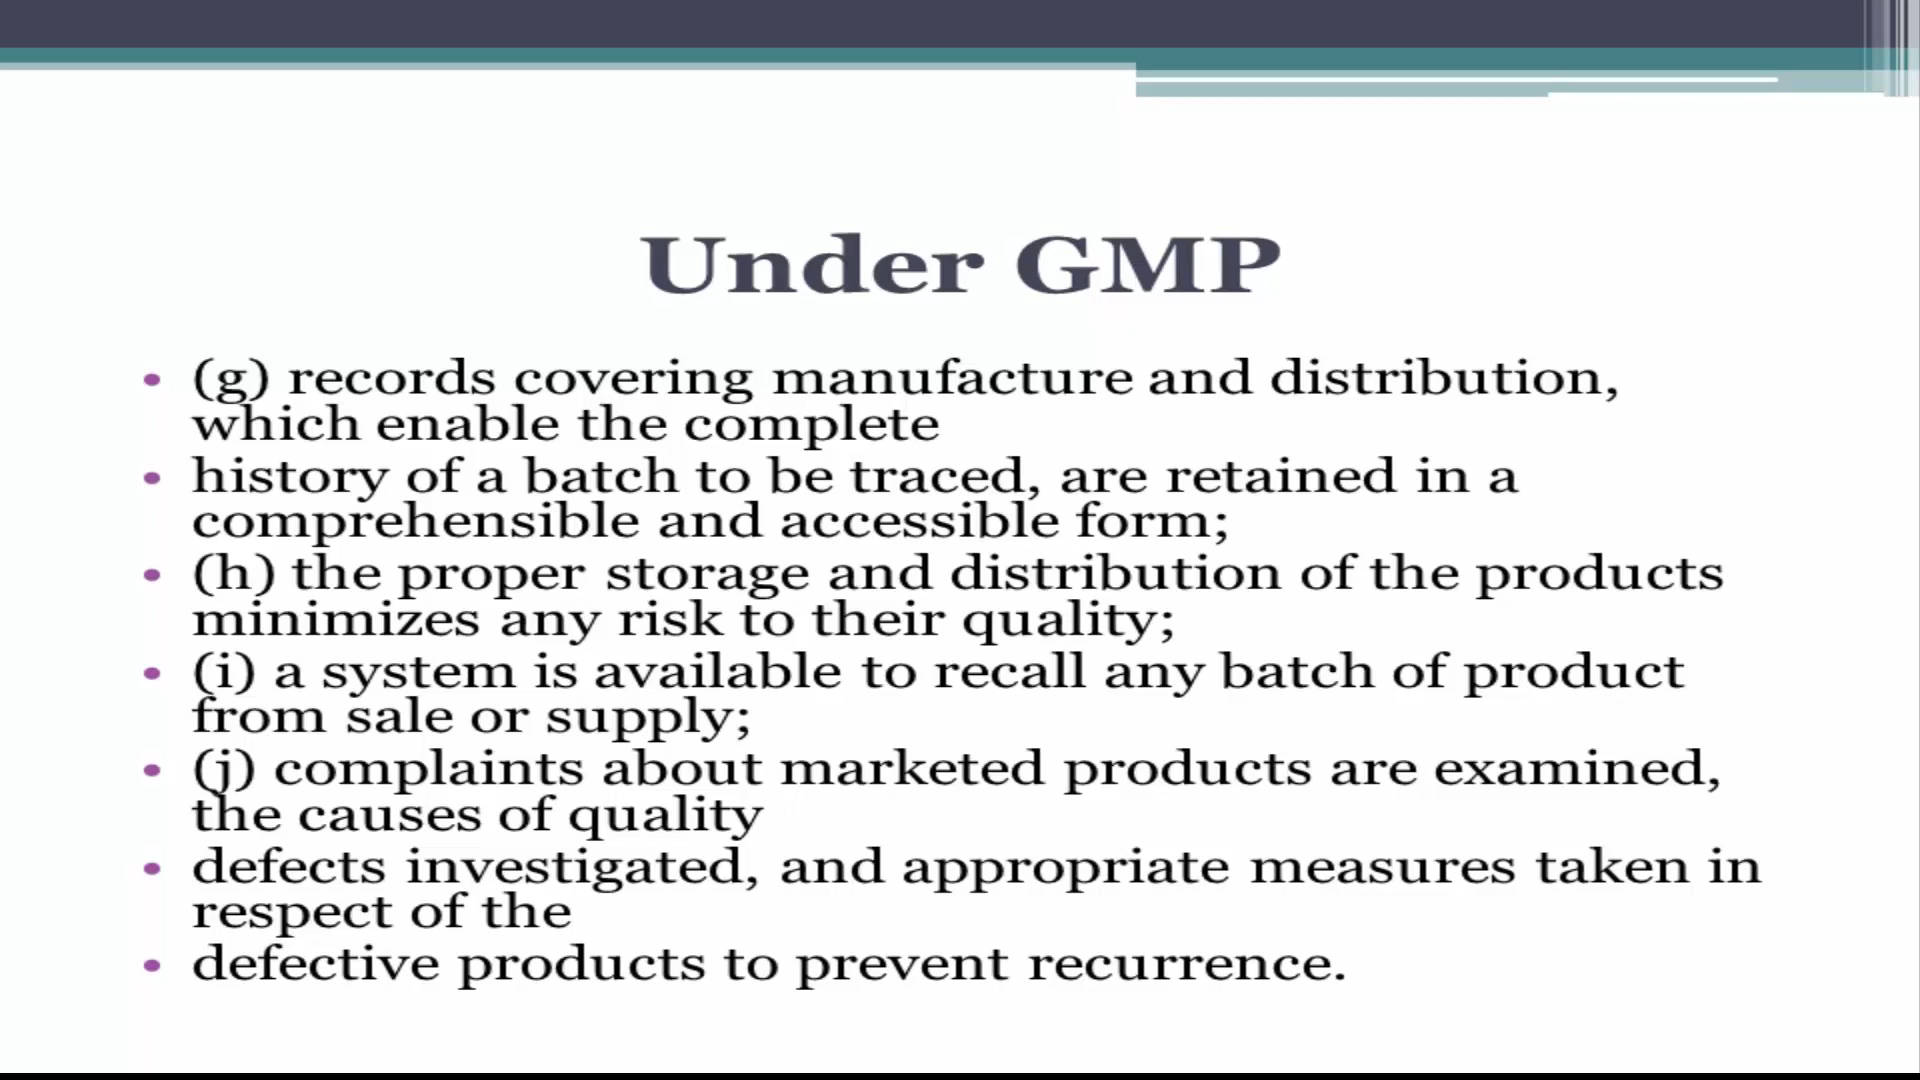 Under GMP
• (g) records covering manufacture and distribution,
which enable the complete
• history of a batch to be traced, are retained in a
comprehensible and accessible form;
• (h) the proper storage and distribution of the products
minimizes any risk to their quality;
• (i) a system is available to recall any batch of product
from sale or supply;
• (j) complaints about marketed products are examined,
the causes of quality
• defects investigated, and appropriate measures taken in
respect of the
• defective products to prevent recurrence.